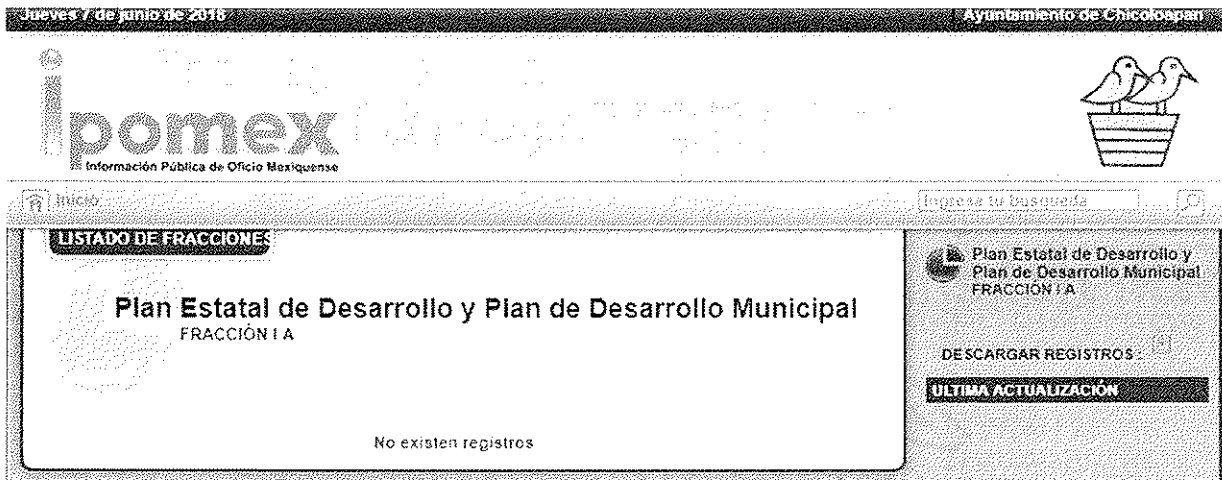 Jueves 7 de junio de 2018
Ayuntamiento de Chicoloapan
ipomex
Información Pública de Oficio Mexiquense
Inicio
Ingresa tu busqueda
LISTADO DE FRACCIONES
Plan Estatal de Desarrollo y Plan de Desarrollo Municipal
FRACCIÓN I A
No existen registros
Plan Estatal de Desarrollo y
Plan de Desarrollo Municipal
FRACCIÓN I A
DESCARGAR REGISTROS :
ULTIMA ACTUALIZACIÓN